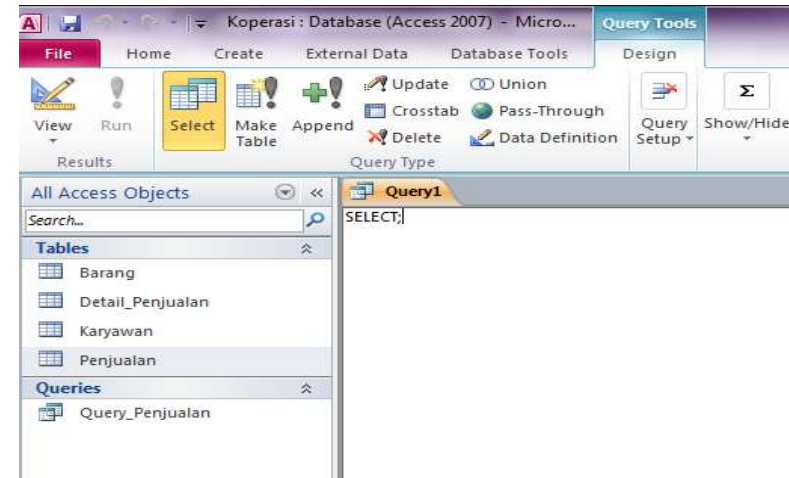 A Koperasi : Database (Access 2007) - Micro... Query Tools
File Home Create External Data Database Tools Design
View Run Select Make Table Append Update Crosstab Delete Union Pass-Through Data Definition Query Setup Σ Show/Hide
Results Query Type
All Access Objects «
Query1
Search...
SELECT;
Tables
Barang
Detail_Penjualan
Karyawan
Penjualan
Queries
Query_Penjualan